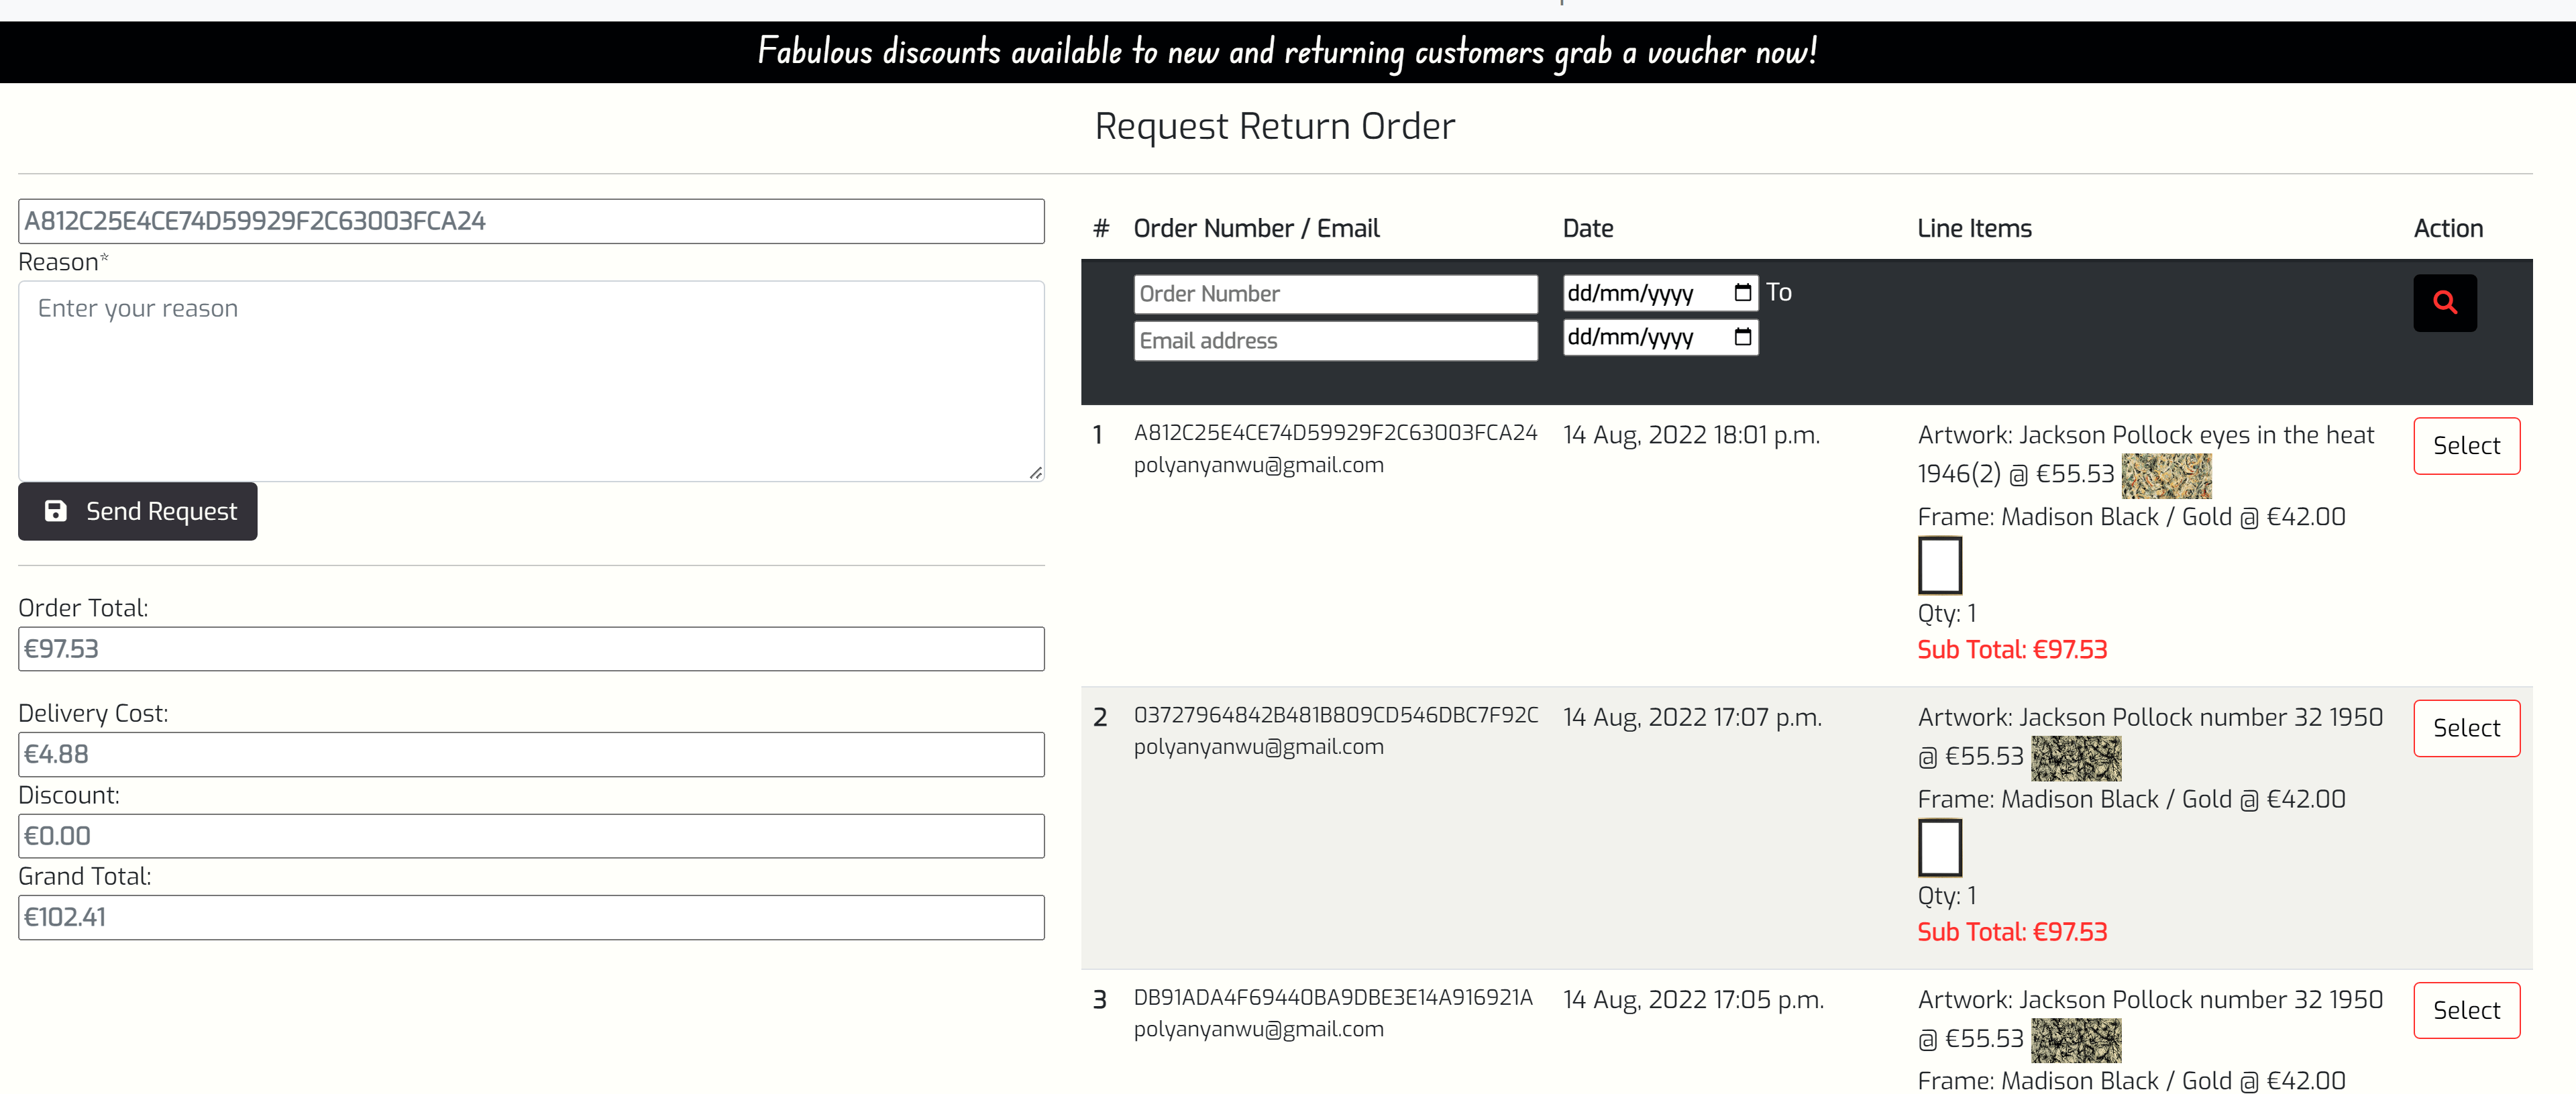 Fabulous discounts available to new and returning customers grab a voucher now!
Request Return Order
A812C25E4CE74D59929F2C63003FCA24
Reason*
Enter your reason
Send Request
Order Total:
€97.53
Delivery Cost:
€4.88
Discount:
€0.00
Grand Total:
€102.41
# Order Number / Email Date Line Items Action
Order Number dd/mm/yyyy To
Email address dd/mm/yyyy
1 A812C25E4CE74D59929F2C63003FCA24 14 Aug, 2022 18:01 p.m. Artwork: Jackson Pollock eyes in the heat Select
polyanyanwu@gmail.com 1946(2) @ €55.53
Frame: Madison Black / Gold @ €42.00
Qty: 1
Sub Total: €97.53
2 03727964842B481B809CD546DBC7F92C 14 Aug, 2022 17:07 p.m. Artwork: Jackson Pollock number 32 1950 Select
polyanyanwu@gmail.com @ €55.53
Frame: Madison Black / Gold @ €42.00
Qty: 1
Sub Total: €97.53
3 DB91ADA4F69440BA9DBE3E14A916921A 14 Aug, 2022 17:05 p.m. Artwork: Jackson Pollock number 32 1950 Select
polyanyanwu@gmail.com @ €55.53
Frame: Madison Black / Gold @ €42.00